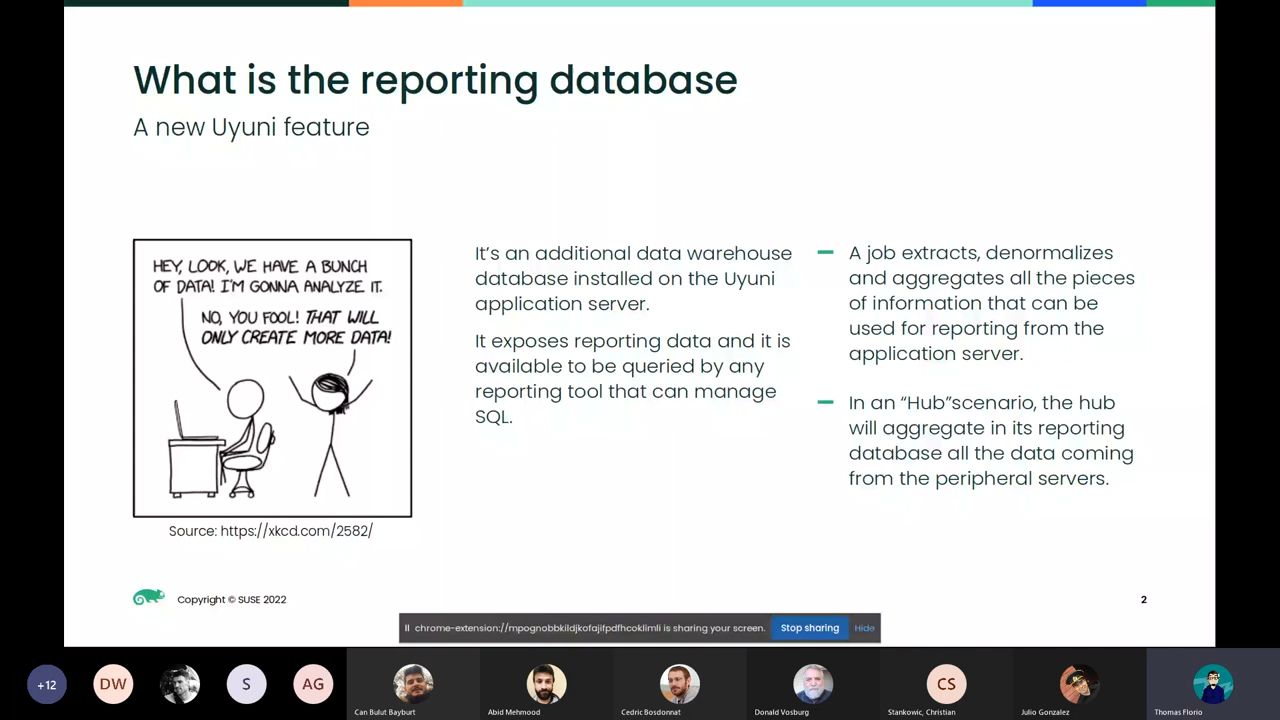 What is the reporting database
A new Uyuni feature
HEY, LOOK, WE HAVE A BUNCH
OF DATA! I'M GONNA ANALYZE IT.
NO, YOU FOOL! THAT WILL
ONLY CREATE MORE DATA!
Source: https://xkcd.com/2582/
It's an additional data warehouse
database installed on the Uyuni
application server.
It exposes reporting data and it is
available to be queried by any
reporting tool that can manage
SQL.
A job extracts, denormalizes
and aggregates all the pieces
of information that can be
used for reporting from the
application server.
In an “Hub”scenario, the hub
will aggregate in its reporting
database all the data coming
from the peripheral servers.
Copyright © SUSE 2022
2
chrome-extension://mpognobbkildjkofajifpdfhcoklimli is sharing your screen.
Stop sharing
Hide
+12
DW
S
AG
Can Bulut Bayburt
Abid Mehmood
Cedric Bosdonnat
Donald Vosburg
CS
Stankowic, Christian
Julio Gonzalez
Thomas Florio